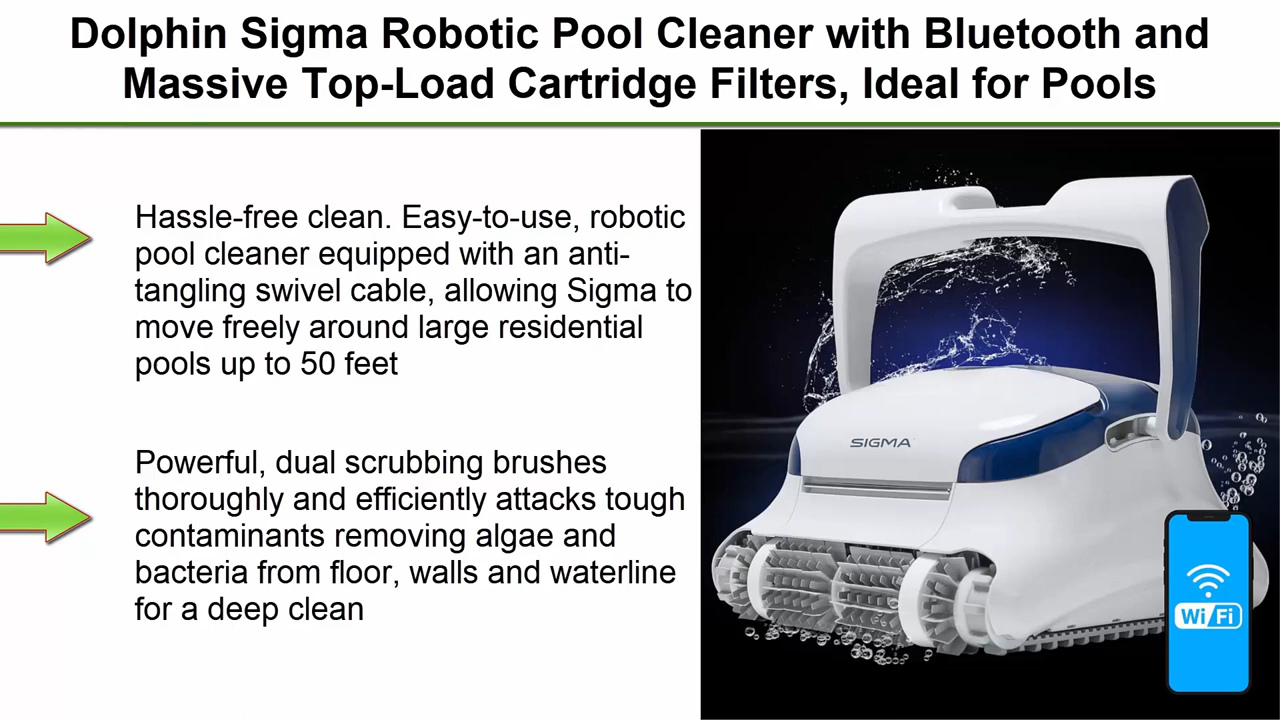 Dolphin Sigma Robotic Pool Cleaner with Bluetooth and
Massive Top-Load Cartridge Filters, Ideal for Pools
Hassle-free clean. Easy-to-use, robotic
pool cleaner equipped with an anti-
tangling swivel cable, allowing Sigma to
move freely around large residential
pools up to 50 feet
Powerful, dual scrubbing brushes
thoroughly and efficiently attacks tough
contaminants removing algae and
bacteria from floor, walls and waterline
for a deep clean
SIGMA
Wi Fi